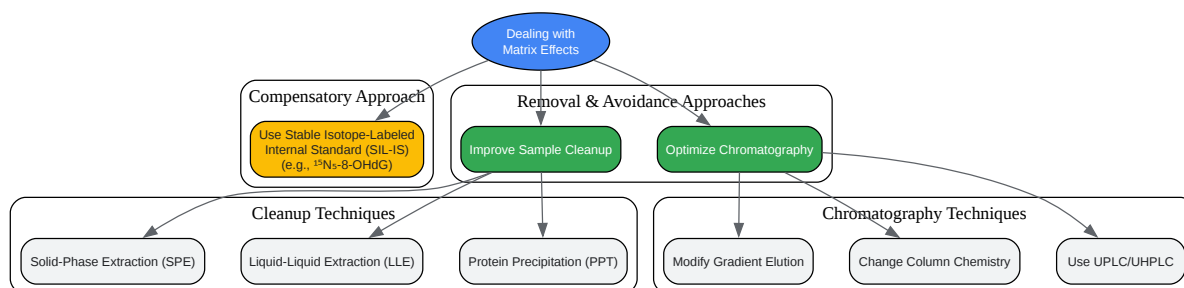 Dealing with
Matrix Effects
Compensatory Approach
Removal & Avoidance Approaches
Use Stable Isotope-Labeled
Internal Standard (SIL-IS)
(e.g., ¹⁵N₅-8-OHdG)
Improve Sample Cleanup
Optimize Chromatography
Cleanup Techniques
Chromatography Techniques
Solid-Phase Extraction (SPE)
Liquid-Liquid Extraction (LLE)
Protein Precipitation (PPT)
Modify Gradient Elution
Change Column Chemistry
Use UPLC/UHPLC